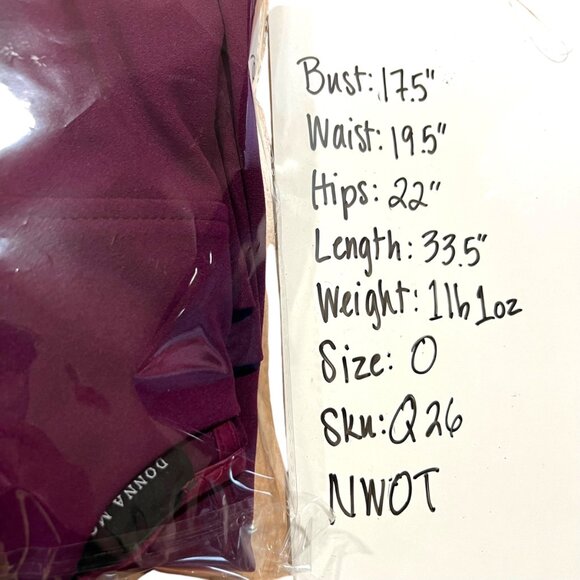 Bust: 17.5"
Waist: 19.5"
Hips: 22"
Length: 33.5"
Weight: 1lb 1oz
Size: 0
Sku: Q26
NWOT
DONNA